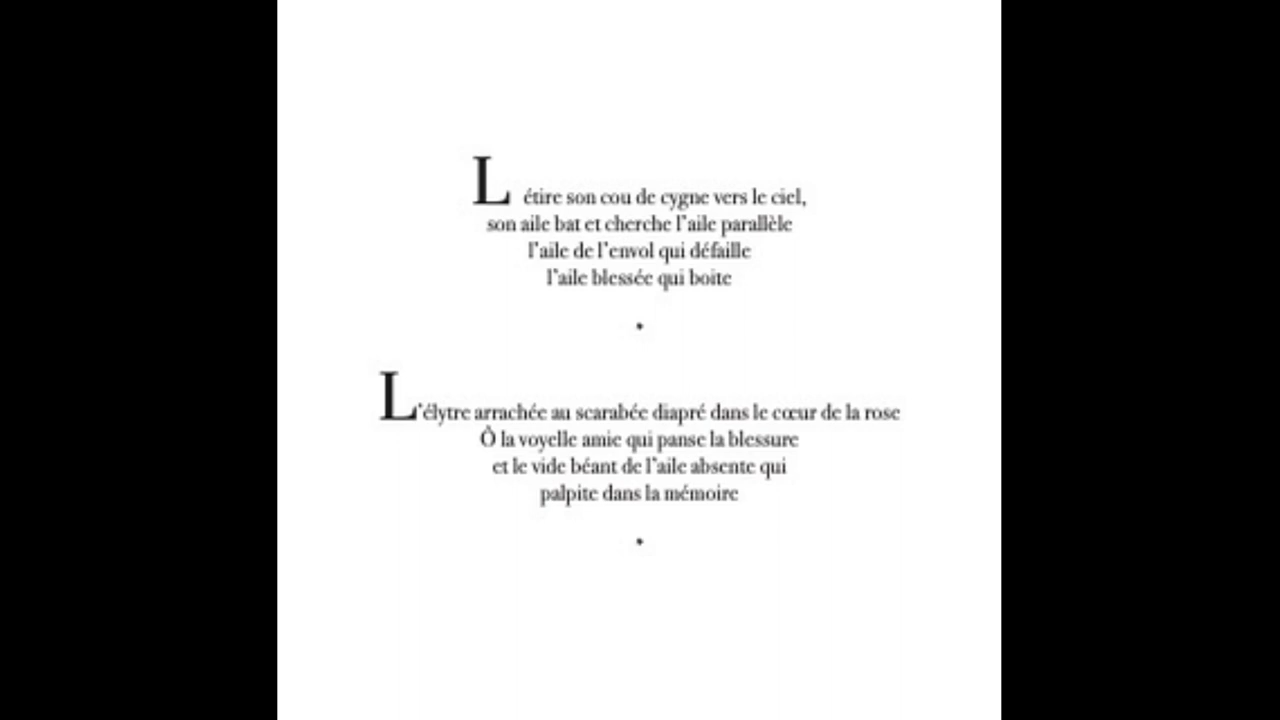 L étire son cou de cygne vers le ciel,
son aile bat et cherche l'aile parallèle
l'aile de l'envol qui défaille
l'aile blessée qui boite
•
L'élytre arrachée au scarabée diapré dans le cœur de la rose
Ô la voyelle amie qui panse la blessure
et le vide béant de l'aile absente qui
palpite dans la mémoire
•